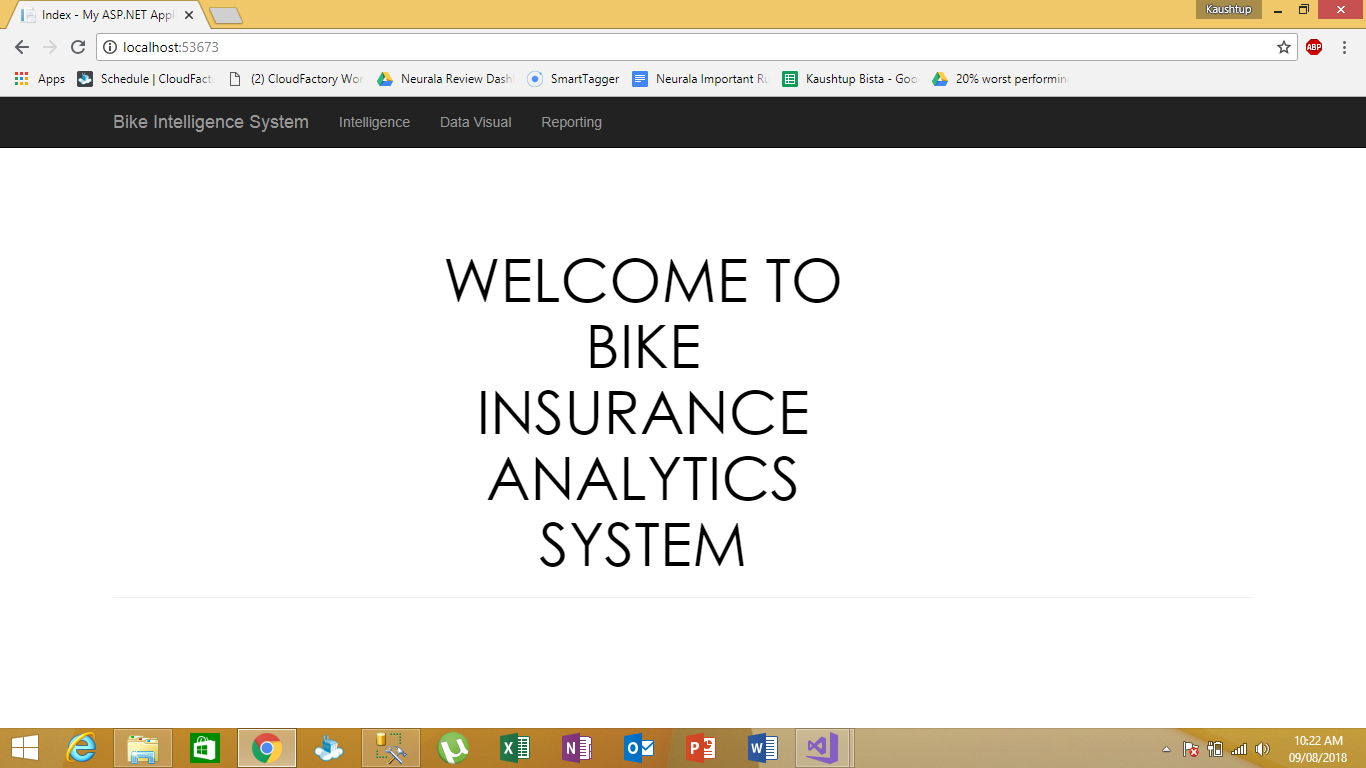 Index - My ASP.NET Appl
Kaushtup
localhost:53673
ABP
Apps
Schedule | CloudFact
(2) CloudFactory Wor
Neurala Review Dash
SmartTagger
Neurala Important Ru
Kaushtup Bista - Goo
20% worst performin
Bike Intelligence System
Intelligence
Data Visual
Reporting
WELCOME TO
BIKE
INSURANCE
ANALYTICS
SYSTEM
10:22 AM
09/08/2018